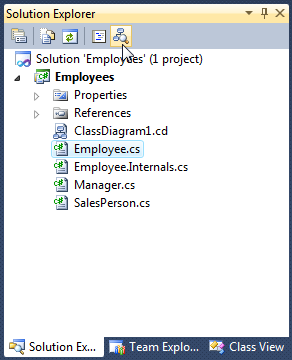 Solution Explorer
Solution 'Employees' (1 project)
Employees
Properties
References
ClassDiagram1.cd
Employee.cs
Employee.Internals.cs
Manager.cs
SalesPerson.cs
Solution Ex... Team Explo... Class View